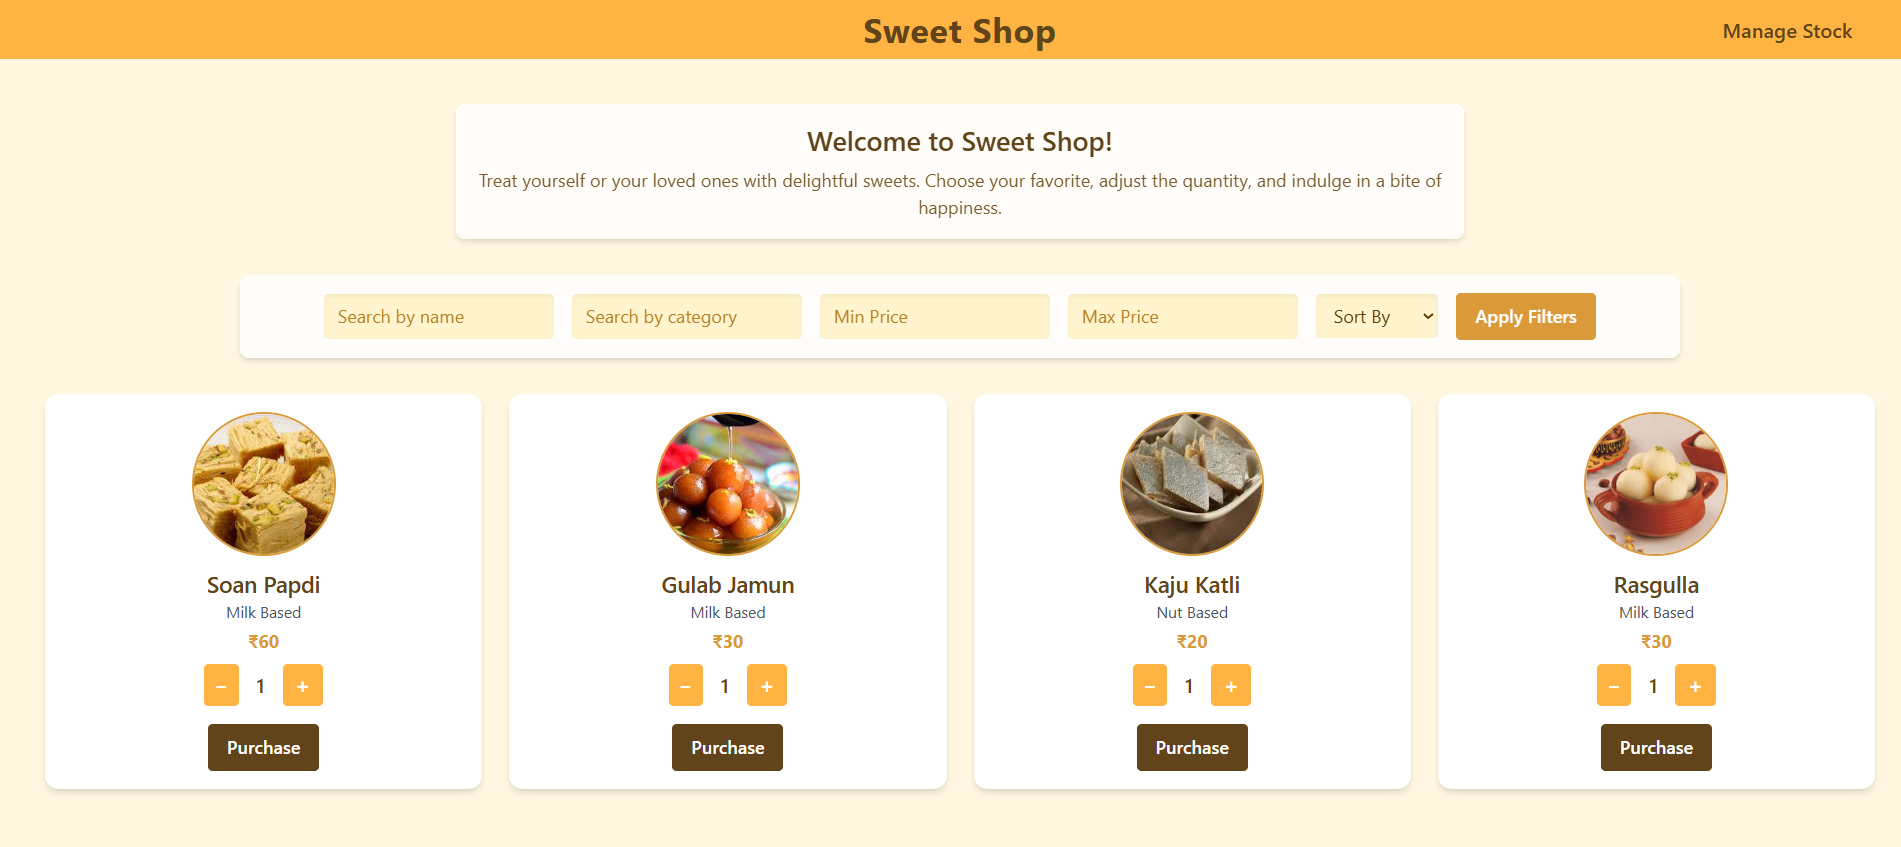 Sweet Shop
Manage Stock
Welcome to Sweet Shop!
Treat yourself or your loved ones with delightful sweets. Choose your favorite, adjust the quantity, and indulge in a bite of
happiness.
Search by name
Search by category
Min Price
Max Price
Sort By
Apply Filters
Soan Papdi
Milk Based
₹60
− 1 +
Purchase
Gulab Jamun
Milk Based
₹30
− 1 +
Purchase
Kaju Katli
Nut Based
₹20
− 1 +
Purchase
Rasgulla
Milk Based
₹30
− 1 +
Purchase